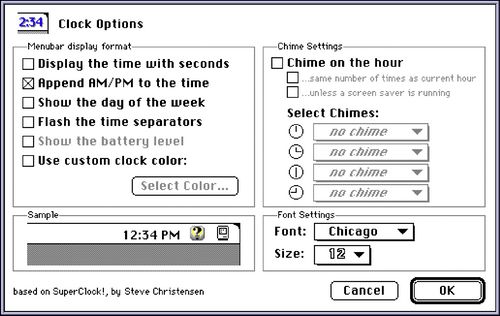 2:34 Clock Options
Menubar display format
Display the time with seconds
Append AM/PM to the time
Show the day of the week
Flash the time separators
Show the battery level
Use custom clock color:
Select Color...
Chime Settings
Chime on the hour
...same number of times as current hour
...unless a screen saver is running
Select Chimes:
no chime
no chime
no chime
no chime
Sample
12:34 PM
Font Settings
Font: Chicago
Size: 12
based on SuperClock!, by Steve Christensen
Cancel
OK